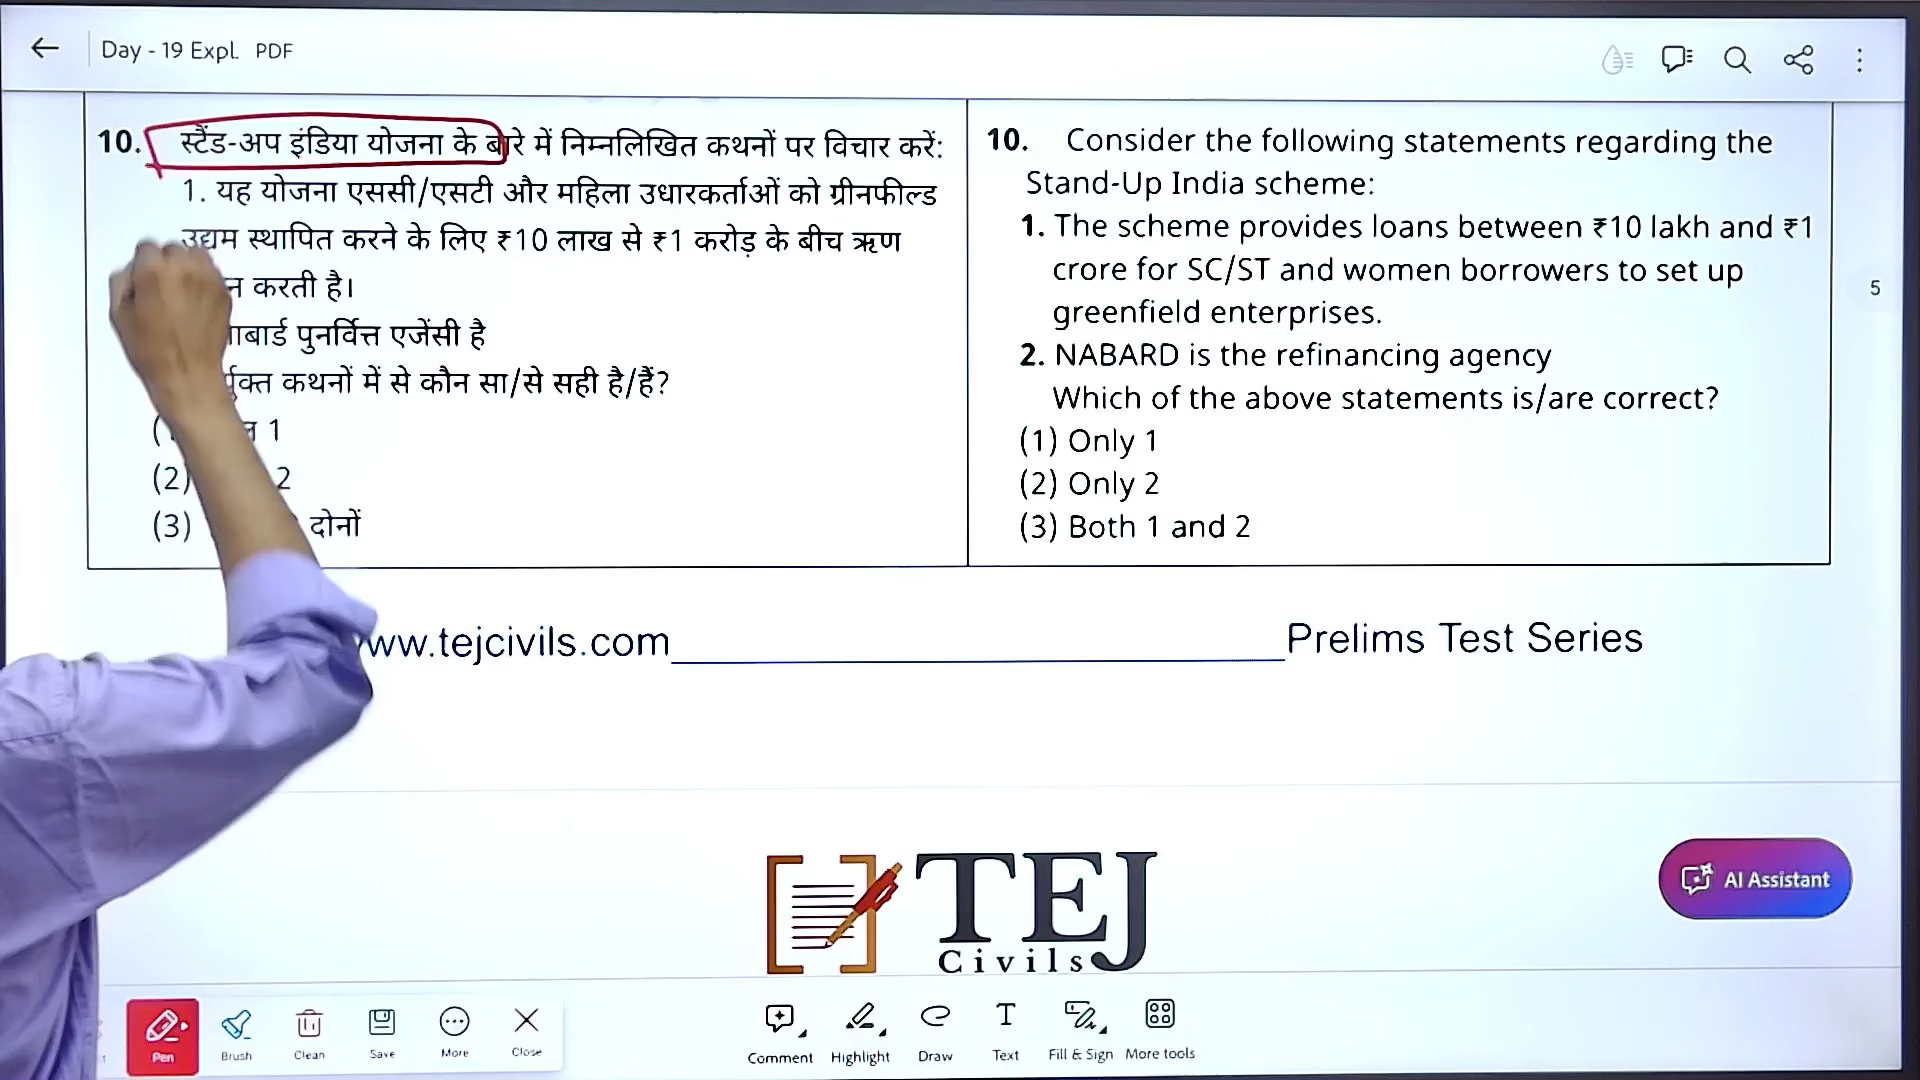 Day - 19 Expl. PDF
10. स्टैंड-अप इंडिया योजना के बारे में निम्नलिखित कथनों पर विचार करें:
1. यह योजना एससी/एसटी और महिला उधारकर्ताओं को ग्रीनफील्ड
उद्यम स्थापित करने के लिए ₹10 लाख से ₹1 करोड़ के बीच ऋण
करती है।
पुनर्वित्त एजेंसी है
कथनों में से कौन सा/से सही है/हैं?
1
(2) 2
(3) दोनों
10. Consider the following statements regarding the
Stand-Up India scheme:
1. The scheme provides loans between ₹10 lakh and ₹1
crore for SC/ST and women borrowers to set up
greenfield enterprises.
2. NABARD is the refinancing agency
Which of the above statements is/are correct?
(1) Only 1
(2) Only 2
(3) Both 1 and 2
5
ww.tejcivils.com Prelims Test Series
TEJ
Civils
AI Assistant
Pen Brush Clean Save More Close
Comment Highlight Draw Text Fill & Sign More tools